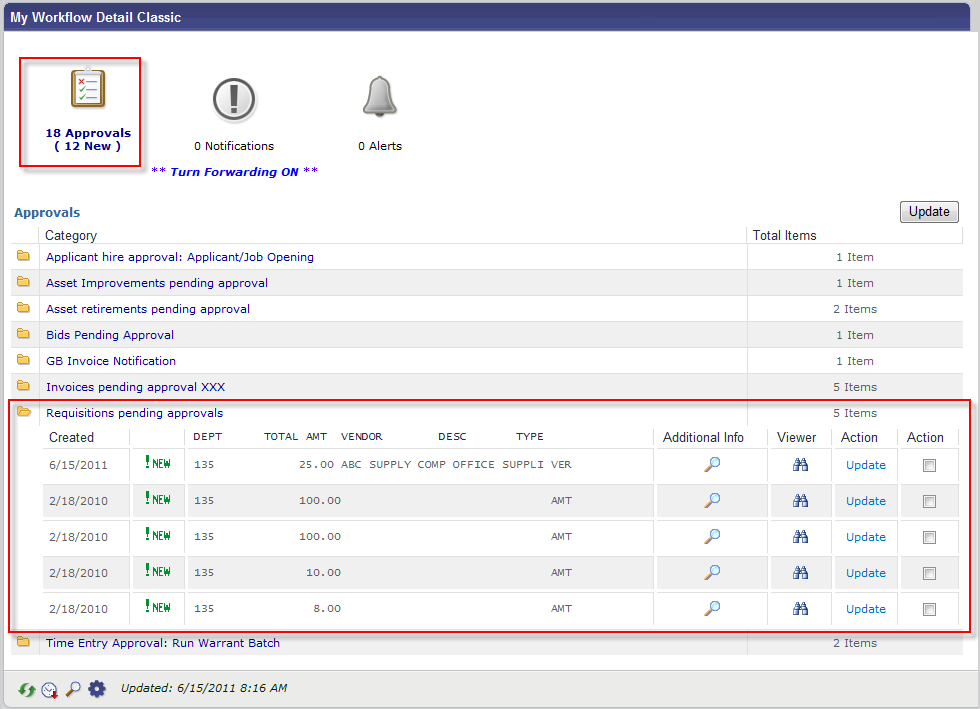 My Workflow Detail Classic
18 Approvals
( 12 New )
0 Notifications
0 Alerts
** Turn Forwarding ON **
Approvals
Update
Category Total Items
Applicant hire approval: Applicant/Job Opening 1 Item
Asset Improvements pending approval 1 Item
Asset retirements pending approval 2 Items
Bids Pending Approval 1 Item
GB Invoice Notification 1 Item
Invoices pending approval XXX 5 Items
Requisitions pending approvals 5 Items
Created DEPT TOTAL AMT VENDOR DESC TYPE Additional Info Viewer Action Action
6/15/2011 !NEW 135 25.00 ABC SUPPLY COMP OFFICE SUPPLI VER Update
2/18/2010 !NEW 135 100.00 AMT Update
2/18/2010 !NEW 135 100.00 AMT Update
2/18/2010 !NEW 135 10.00 AMT Update
2/18/2010 !NEW 135 8.00 AMT Update
Time Entry Approval: Run Warrant Batch 2 Items
Updated: 6/15/2011 8:16 AM